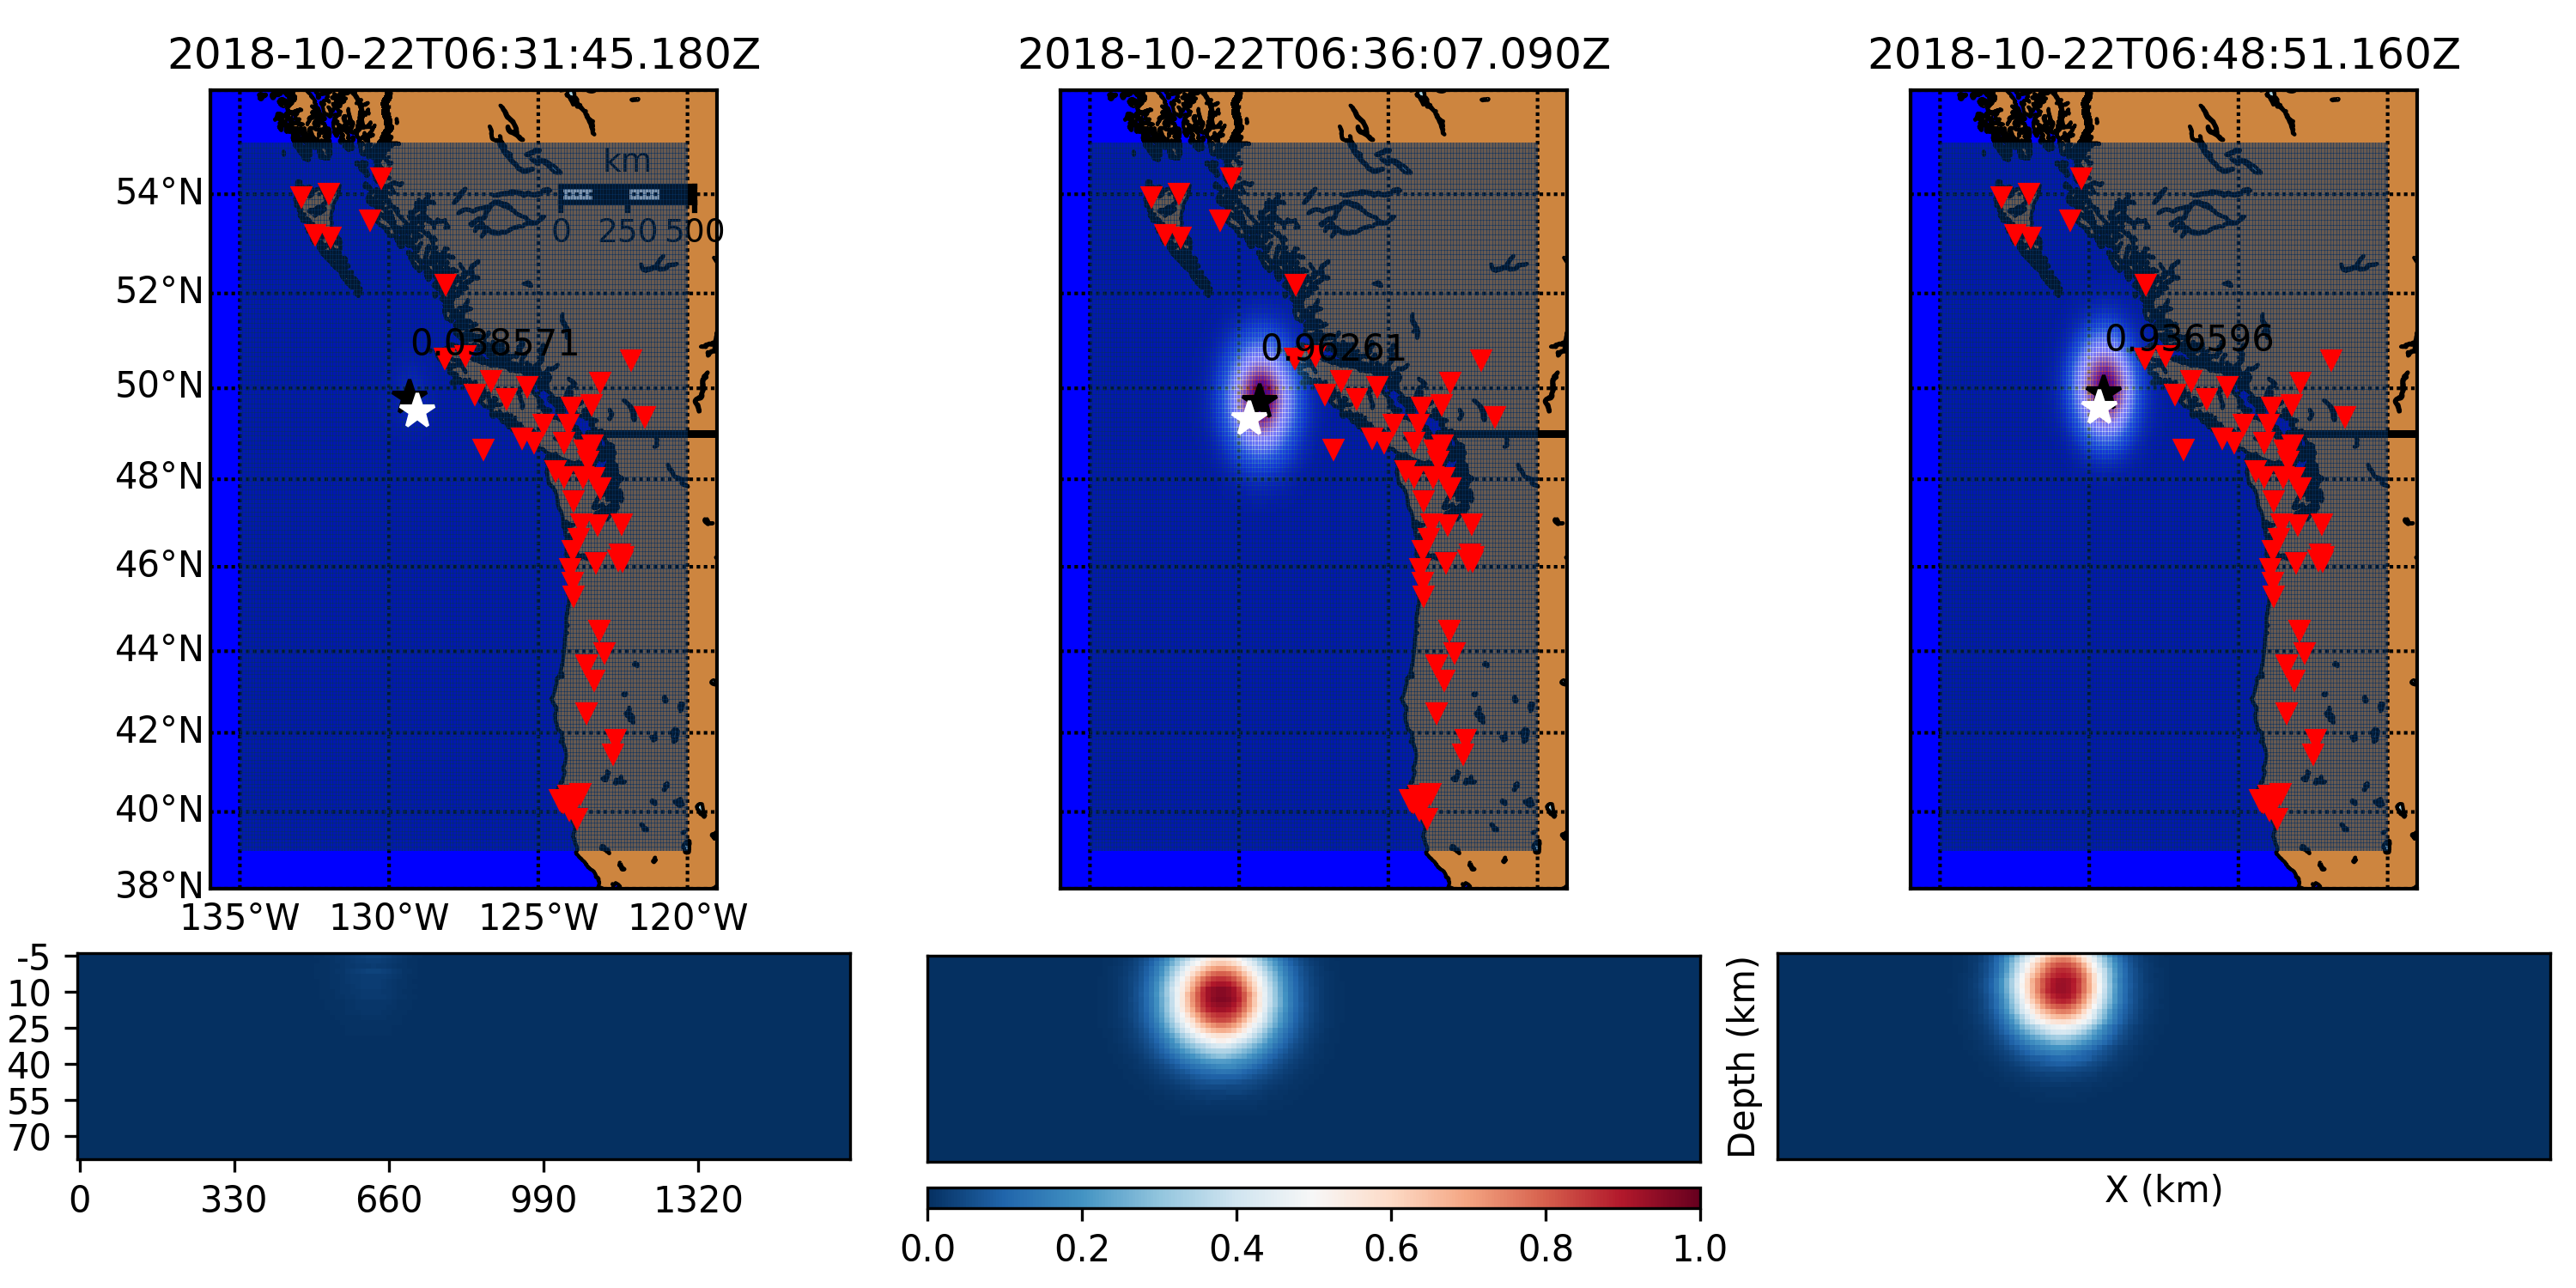 2018-10-22T06:31:45.180Z
2018-10-22T06:36:07.090Z
2018-10-22T06:48:51.160Z
km
0 250 500
54°N
52°N
50°N
48°N
46°N
44°N
42°N
40°N
38°N
0.038571
0.96261
0.936596
135°W 130°W 125°W 120°W
-5
10
25
40
55
70
0 330 660 990 1320
0.0 0.2 0.4 0.6 0.8 1.0
Depth (km)
X (km)